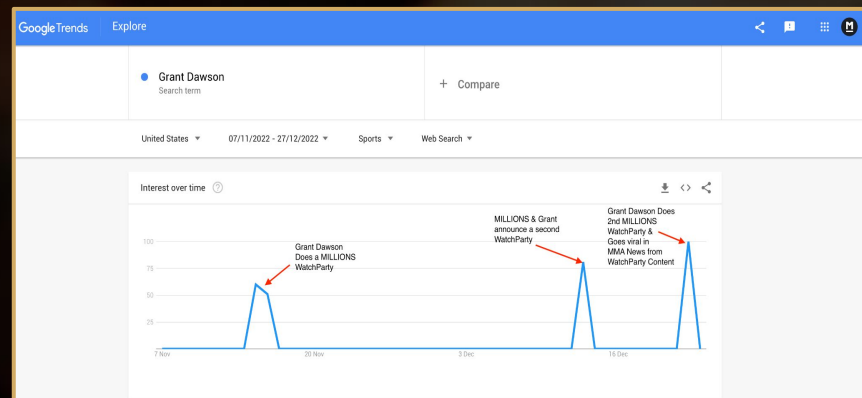 Google Trends Explore
M
Grant Dawson
Search term
+ Compare
United States 07/11/2022 - 27/12/2022 Sports Web Search
Interest over time
100
75
50
25
Grant Dawson
Does a MILLIONS
WatchParty
MILLIONS & Grant
announce a second
WatchParty
Grant Dawson Does
2nd MILLIONS
WatchParty &
Goes viral in
MMA News from
WatchParty Content
7 Nov 20 Nov 3 Dec 16 Dec